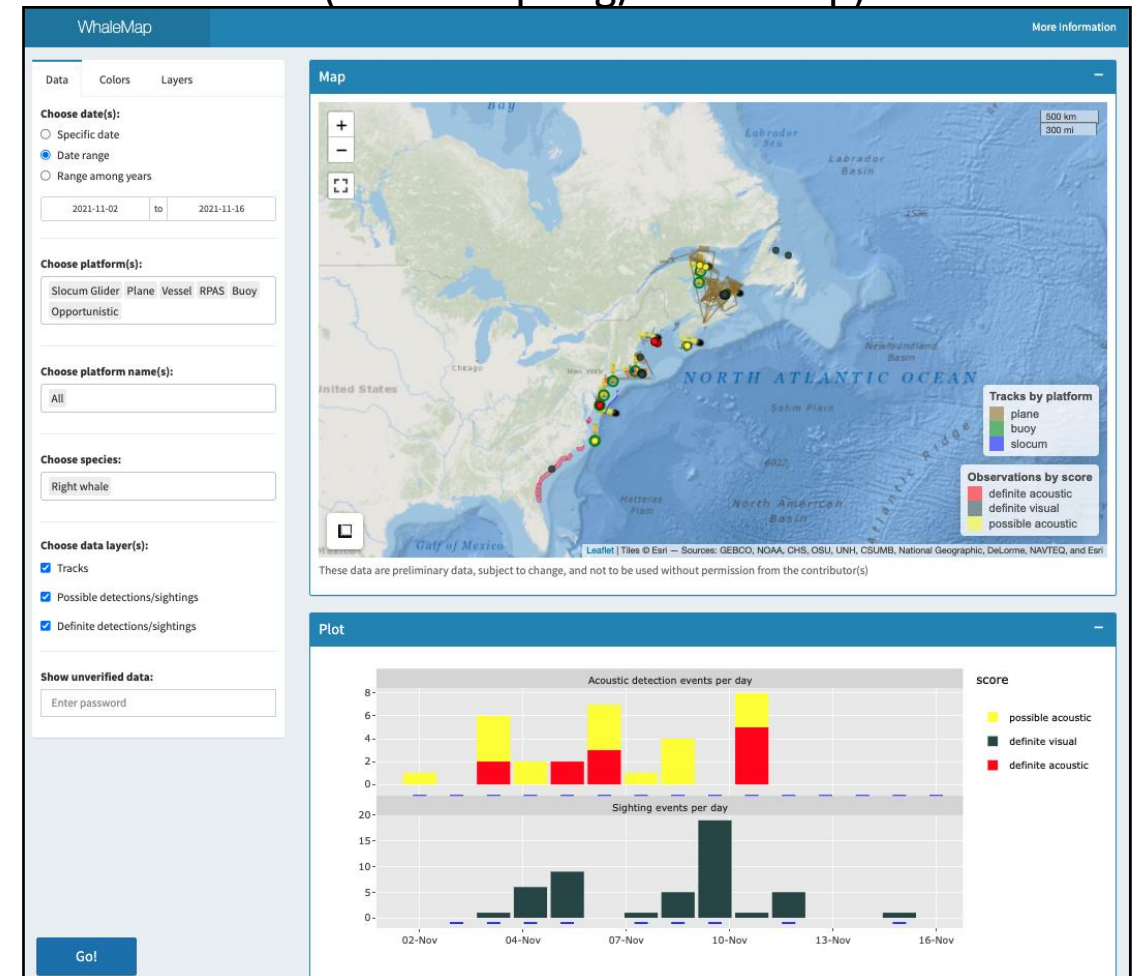 WhaleMap
More Information
Data Colors Layers
Choose date(s):
Specific date
Date range
Range among years
2021-11-02 to 2021-11-16
Choose platform(s):
Slocum Glider Plane Vessel RPAS Buoy
Opportunistic
Choose platform name(s):
All
Choose species:
Right whale
Choose data layer(s):
Tracks
Possible detections/sightings
Definite detections/sightings
Show unverified data:
Enter password
Go!
Map
+
−
500 km
300 mi
Bay
Labrador
Sea
Labrador
Basin
Chicago
New York
United States
Newfoundland
Basin
NORTH ATLANTIC OCEAN
Sohm Plain
Hatteras
Plain
North American
Basin
Atlantic Ridge
Gulf of Mexico
Tracks by platform
plane
buoy
slocum
Observations by score
definite acoustic
definite visual
possible acoustic
Leaflet | Tiles © Esri — Sources: GEBCO, NOAA, CHS, OSU, UNH, CSUMB, National Geographic, DeLorme, NAVTEQ, and Esri
These data are preliminary data, subject to change, and not to be used without permission from the contributor(s)
Plot
Acoustic detection events per day
8
6
4
2
0
Sighting events per day
20
15
10
5
0
02-Nov 04-Nov 07-Nov 10-Nov 13-Nov 16-Nov
score
possible acoustic
definite visual
definite acoustic